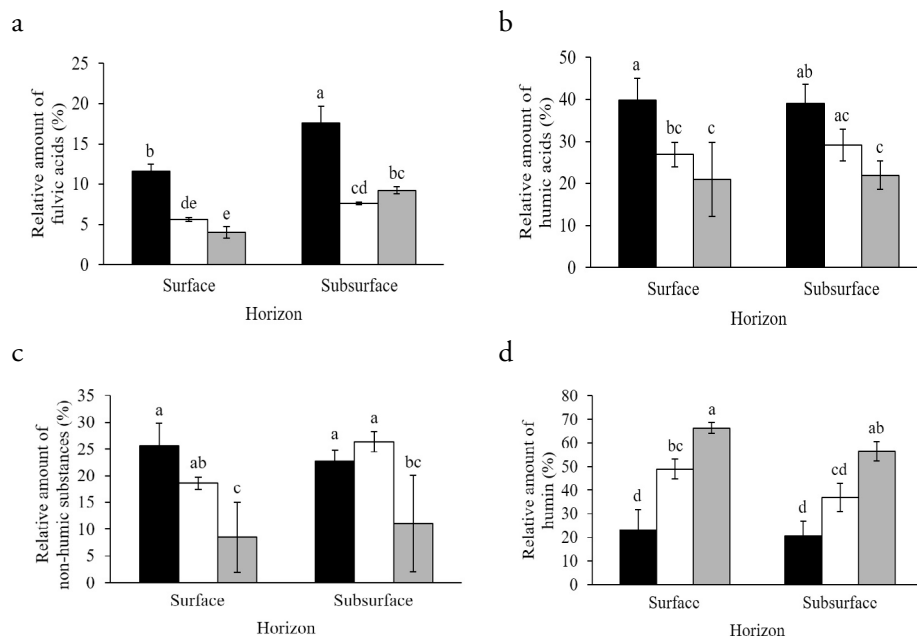 a
Relative amount of
fulvic acids (%)
25
20
15
10
5
0
b
de
e
a
cd
bc
Surface
Subsurface
Horizon
b
Relative amount of
humic acids (%)
50
40
30
20
10
0
a
bc
c
ab
ac
c
Surface
Subsurface
Horizon
c
Relative amount of
non-humic substances (%)
35
30
25
20
15
10
5
0
a
ab
c
a
a
bc
Surface
Subsurface
Horizon
d
Relative amount of
humin (%)
80
70
60
50
40
30
20
10
0
d
bc
a
d
cd
ab
Surface
Subsurface
Horizon